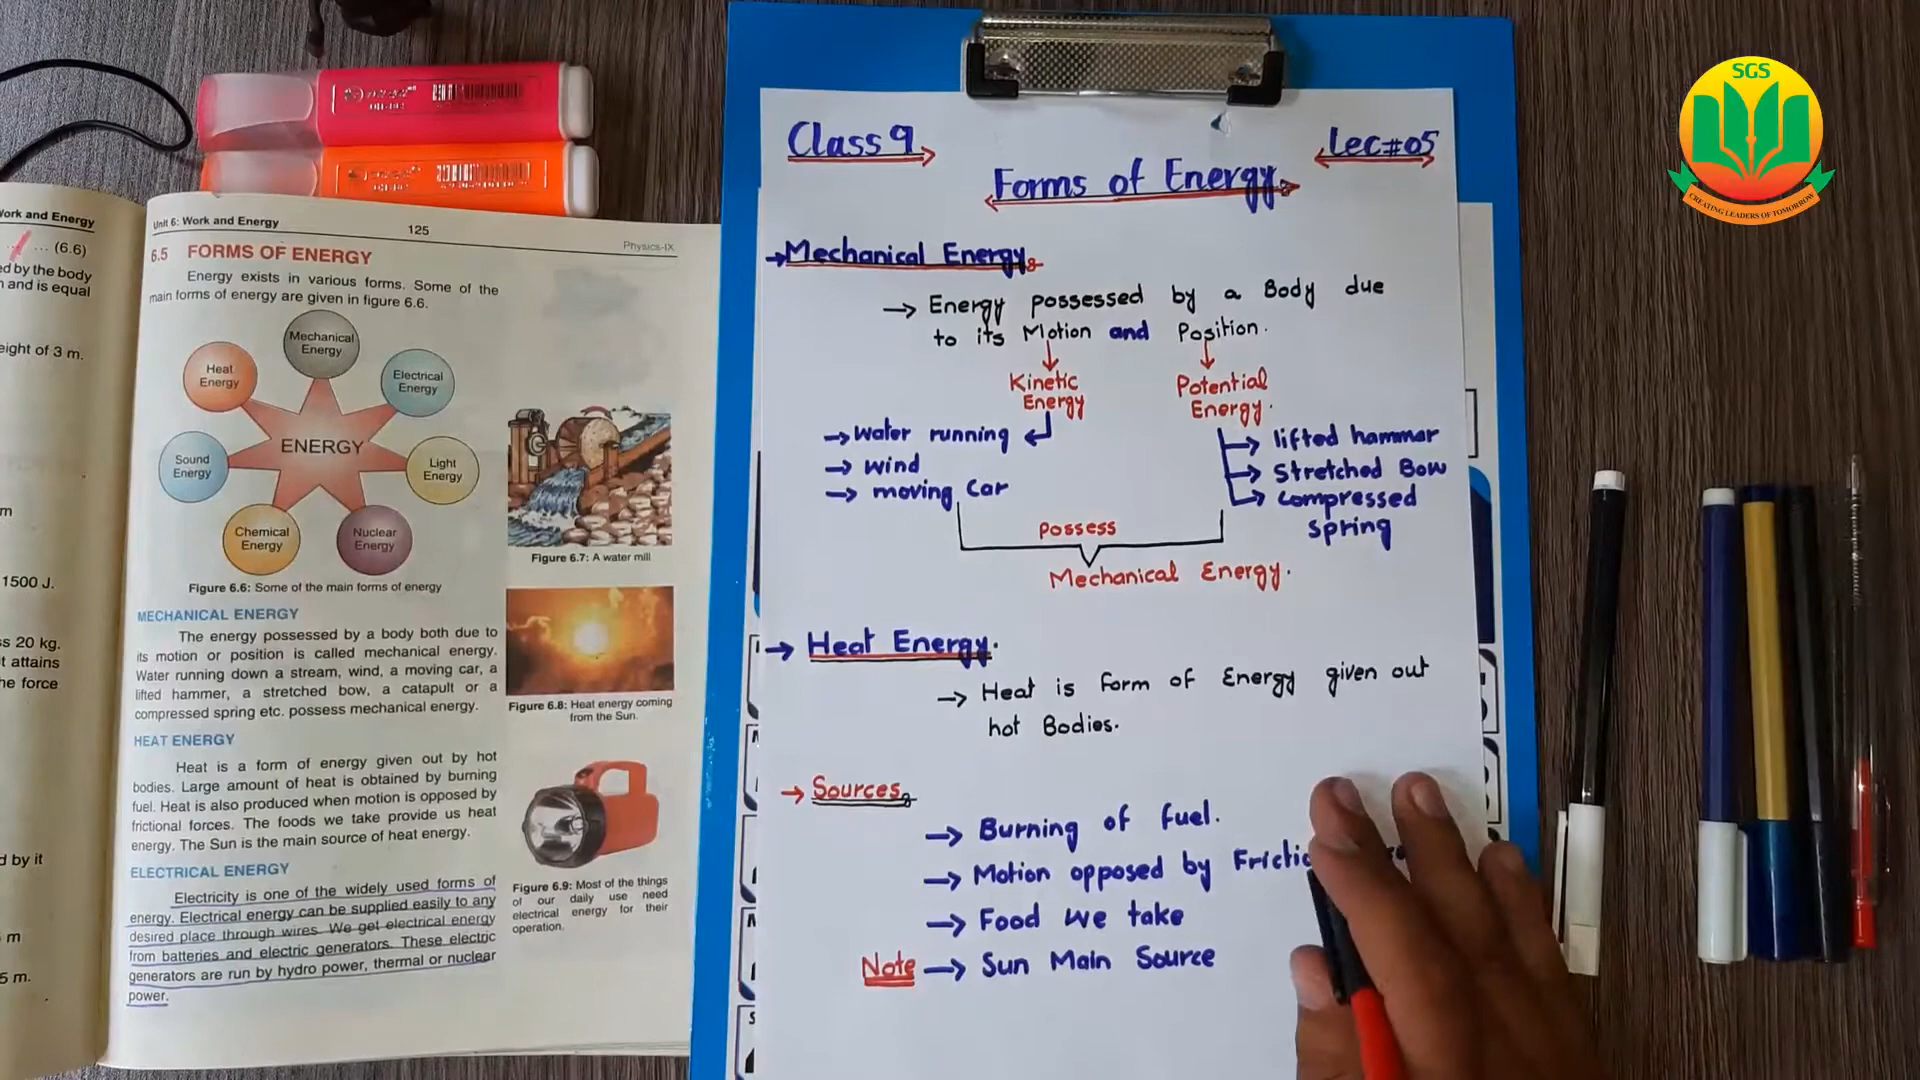 Work and Energy
(6.6)
ed by the body
n and is equal
eight of 3 m.
m
1500 J.
ss 20 kg.
t attains
he force
d by it
m
5 m.
Unit 6: Work and Energy
125
Physics-IX
6.5 FORMS OF ENERGY
Energy exists in various forms. Some of the
main forms of energy are given in figure 6.6.
Mechanical
Energy
Heat
Energy
Electrical
Energy
ENERGY
Sound
Energy
Light
Energy
Chemical
Energy
Nuclear
Energy
Figure 6.6: Some of the main forms of energy
MECHANICAL ENERGY
The energy possessed by a body both due to
its motion or position is called mechanical energy.
Water running down a stream, wind, a moving car, a
lifted hammer, a stretched bow, a catapult or a
compressed spring etc. possess mechanical energy.
HEAT ENERGY
Heat is a form of energy given out by hot
bodies. Large amount of heat is obtained by burning
fuel. Heat is also produced when motion is opposed by
frictional forces. The foods we take provide us heat
energy. The Sun is the main source of heat energy.
ELECTRICAL ENERGY
Electricity is one of the widely used forms of
energy. Electrical energy can be supplied easily to any
desired place through wires. We get electrical energy
from batteries and electric generators. These electric
generators are run by hydro power, thermal or nuclear
power.
Figure 6.7: A water mill
Figure 6.8: Heat energy coming
from the Sun.
Figure 6.9: Most of the things
of our daily use need
electrical energy for their
operation.
Class 9
Lec#05
Forms of Energy
→ Mechanical Energy
→ Energy possessed by a Body due
to its Motion and Position.
Kinetic
Energy
Potential
Energy.
→ Water running
→ wind
→ moving Car
→ lifted hammer
→ Stretched Bow
→ Compressed
spring
Possess
Mechanical Energy.
→ Heat Energy.
→ Heat is form of Energy given out
hot Bodies.
→ Sources
→ Burning of fuel.
→ Motion opposed by Frictio
→ Food we take
Note → Sun Main Source
SGS
CREATING LEADERS OF TOMORROW